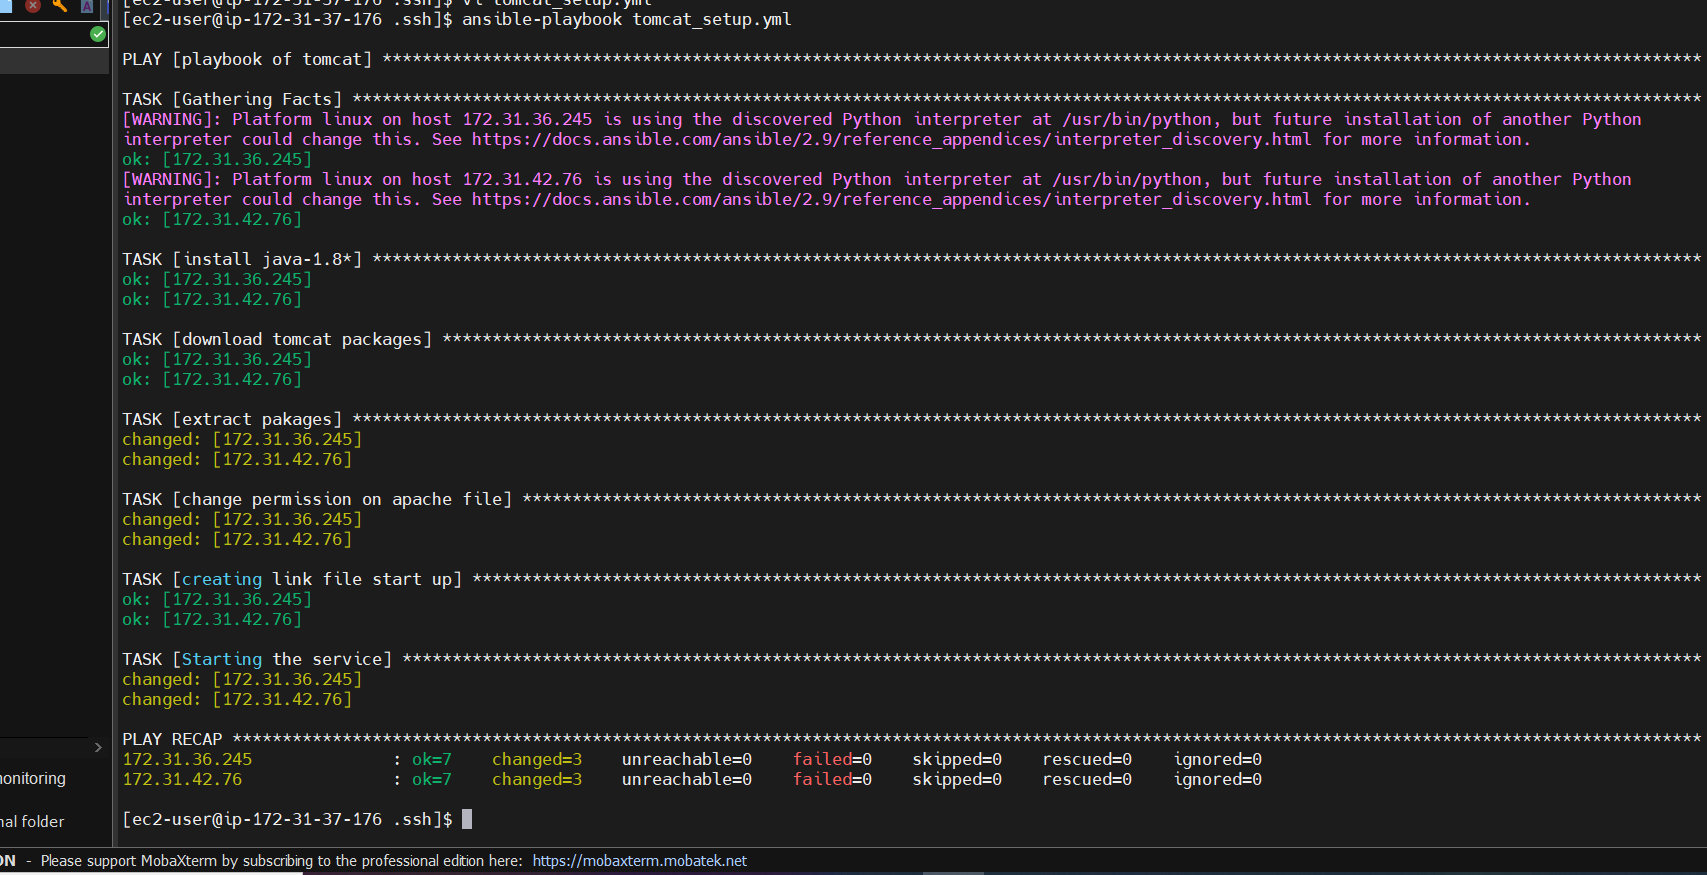 [ec2-user@ip-172-31-37-176 .ssh]$ vi tomcat_setup.yml
[ec2-user@ip-172-31-37-176 .ssh]$ ansible-playbook tomcat_setup.yml
PLAY [playbook of tomcat] ************************************************************************************************************************************
TASK [Gathering Facts] ***************************************************************************************************************************************
[WARNING]: Platform linux on host 172.31.36.245 is using the discovered Python interpreter at /usr/bin/python, but future installation of another Python
interpreter could change this. See https://docs.ansible.com/ansible/2.9/reference_appendices/interpreter_discovery.html for more information.
ok: [172.31.36.245]
[WARNING]: Platform linux on host 172.31.42.76 is using the discovered Python interpreter at /usr/bin/python, but future installation of another Python
interpreter could change this. See https://docs.ansible.com/ansible/2.9/reference_appendices/interpreter_discovery.html for more information.
ok: [172.31.42.76]
TASK [install java-1.8*] *************************************************************************************************************************************
ok: [172.31.36.245]
ok: [172.31.42.76]
TASK [download tomcat packages] ******************************************************************************************************************************
ok: [172.31.36.245]
ok: [172.31.42.76]
TASK [extract pakages] ***************************************************************************************************************************************
changed: [172.31.36.245]
changed: [172.31.42.76]
TASK [change permission on apache file] **********************************************************************************************************************
changed: [172.31.36.245]
changed: [172.31.42.76]
TASK [creating link file start up] ***************************************************************************************************************************
ok: [172.31.36.245]
ok: [172.31.42.76]
TASK [Starting the service] **********************************************************************************************************************************
changed: [172.31.36.245]
changed: [172.31.42.76]
PLAY RECAP ***************************************************************************************************************************************************
172.31.36.245 : ok=7 changed=3 unreachable=0 failed=0 skipped=0 rescued=0 ignored=0
172.31.42.76 : ok=7 changed=3 unreachable=0 failed=0 skipped=0 rescued=0 ignored=0
onitoring
[ec2-user@ip-172-31-37-176 .ssh]$
nal folder
ON - Please support MobaXterm by subscribing to the professional edition here: https://mobaxterm.mobatek.net